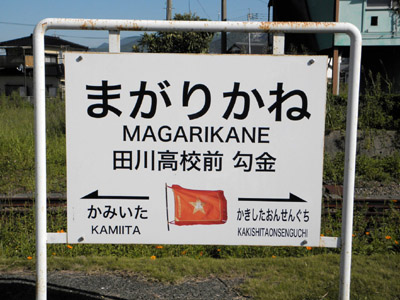 まがりかね
MAGARIKANE
田川高校前 勾金
かみいた
KAMIITA
かきしたおんせんぐち
KAKISHITAONSENGUCHI